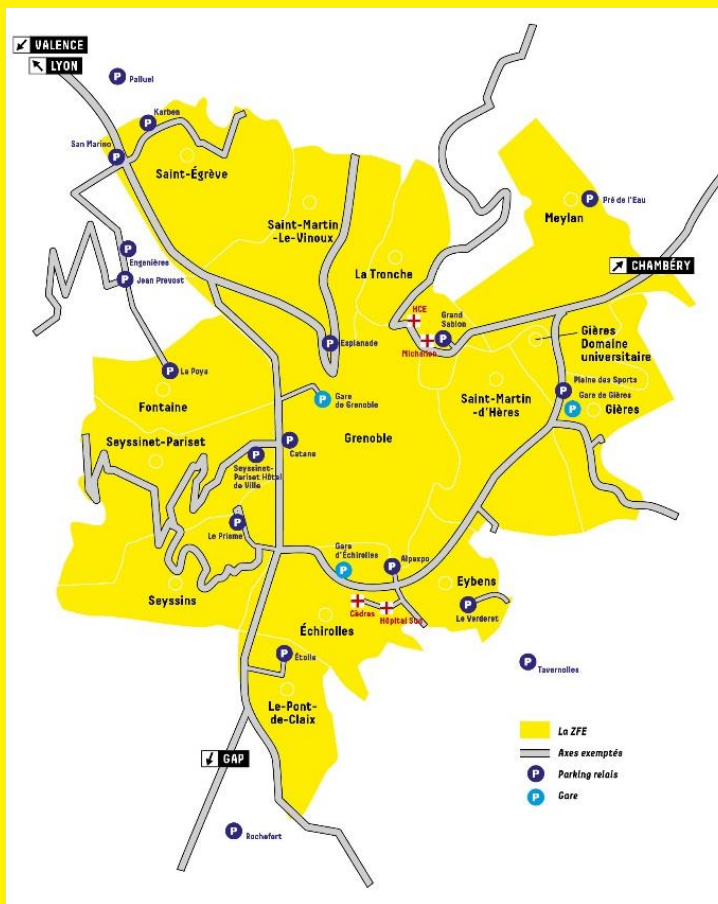 VALENCE
LYON
Palluel
Karben
San Marino
Saint-Égrève
Saint-Martin
-Le-Vinoux
Meylan
Pré de l'Eau
La Tronche
CHAMBÉRY
Engenières
Jean Prevost
HCE
Grand
Sablon
Michallon
Esplanade
Gières
Domaine
universitaire
La Poya
Fontaine
Gare
de Grenoble
Saint-Martin
-d'Hères
Plaine des Sports
Gare de Gières
Gières
Seyssinet-Pariset
Grenoble
Catane
Seyssinet-
Pariset Hôtel
de Ville
Le Prisme
Gare
d'Échirolles
Alpexpo
Eybens
Seyssins
Cèdres
Hôpital Sud
Le Verderet
Échirolles
Étoile
Tavernolles
Le-Pont-
de-Claix
GAP
Rochefort
La ZFE
Axes exemptés
P Parking relais
P Gare